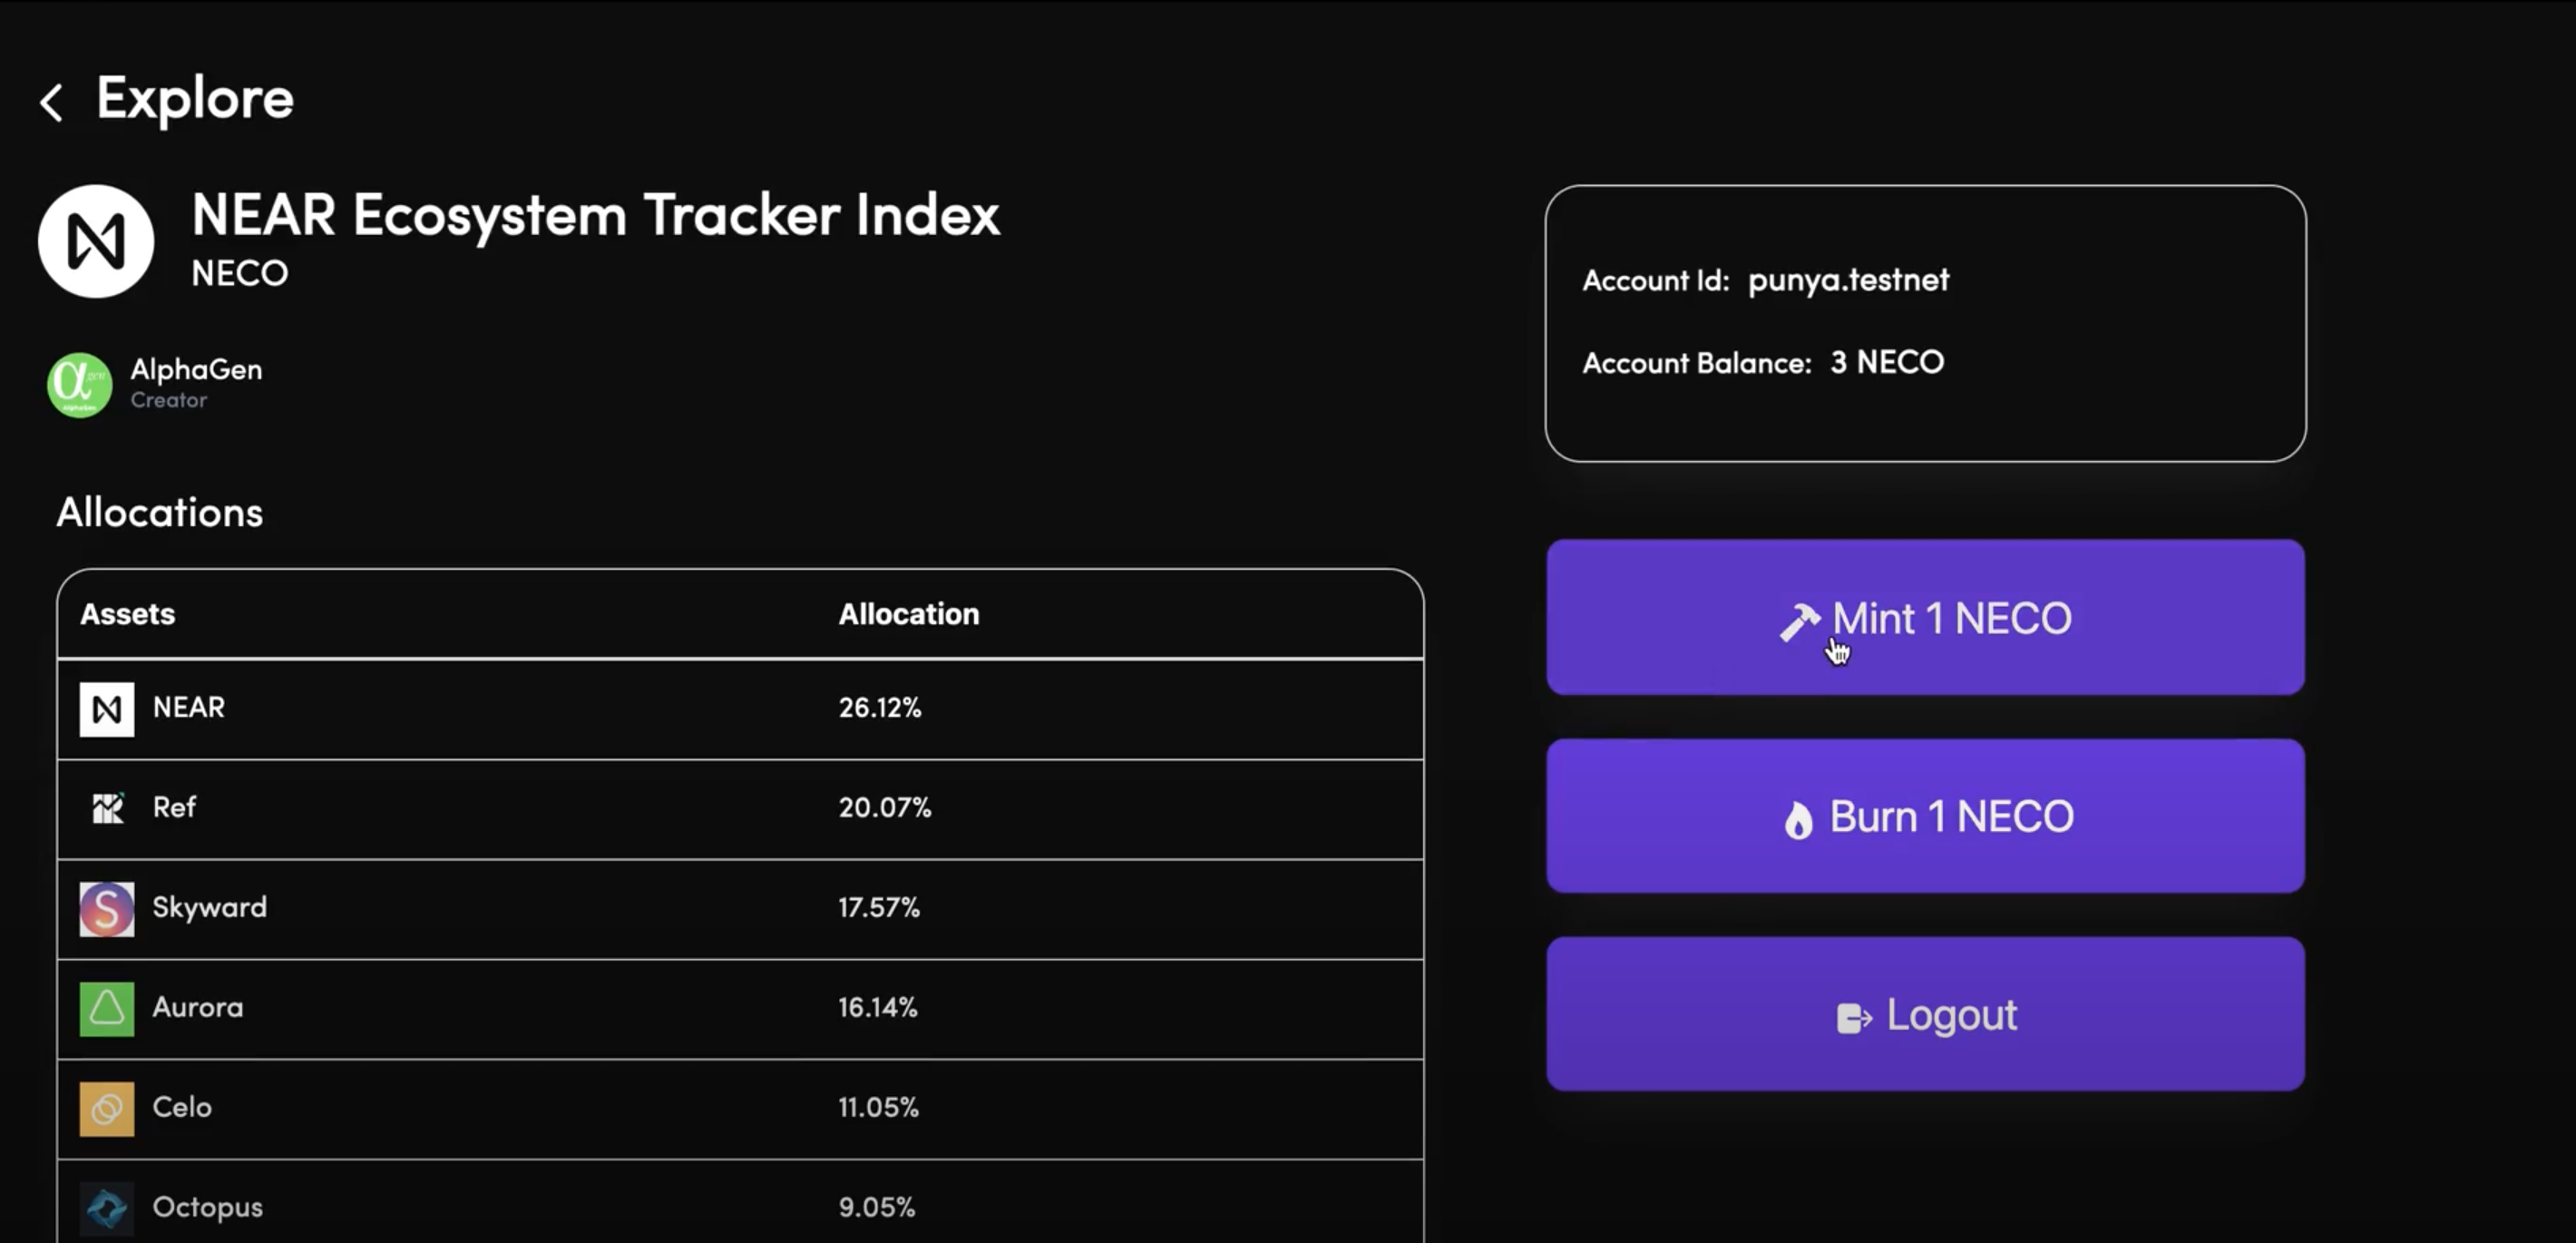 Explore
NEAR Ecosystem Tracker Index
NECO
AlphaGen
Creator
Account Id: punya.testnet
Account Balance: 3 NECO
Allocations
Assets Allocation
NEAR 26.12%
Ref 20.07%
Skyward 17.57%
Aurora 16.14%
Celo 11.05%
Octopus 9.05%
Mint 1 NECO
Burn 1 NECO
Logout